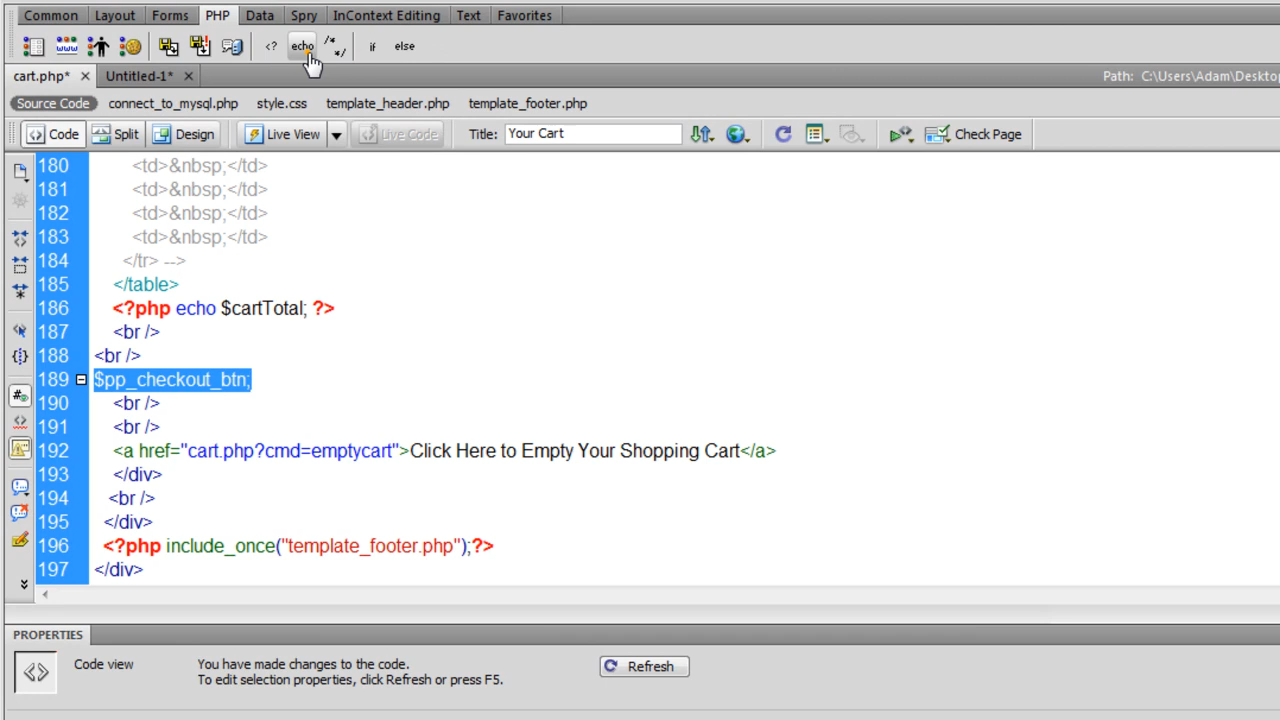 Common Layout Forms PHP Data Spry InContext Editing Text Favorites
<? echo /* */ if else
cart.php* × Untitled-1* × Path: C:\Users\Adam\Deskto
Source Code connect_to_mysql.php style.css template_header.php template_footer.php
Code Split Design Live View Live Code Title: Your Cart Check Page
180 <td>&nbsp;</td>
181 <td>&nbsp;</td>
182 <td>&nbsp;</td>
183 <td>&nbsp;</td>
184 </tr> -->
185 </table>
186 <?php echo $cartTotal; ?>
187 <br />
188 <br />
189 $pp_checkout_btn;
190 <br />
191 <br />
192 <a href="cart.php?cmd=emptycart">Click Here to Empty Your Shopping Cart</a>
193 </div>
194 <br />
195 </div>
196 <?php include_once("template_footer.php");?>
197 </div>
PROPERTIES
Code view You have made changes to the code. Refresh
To edit selection properties, click Refresh or press F5.